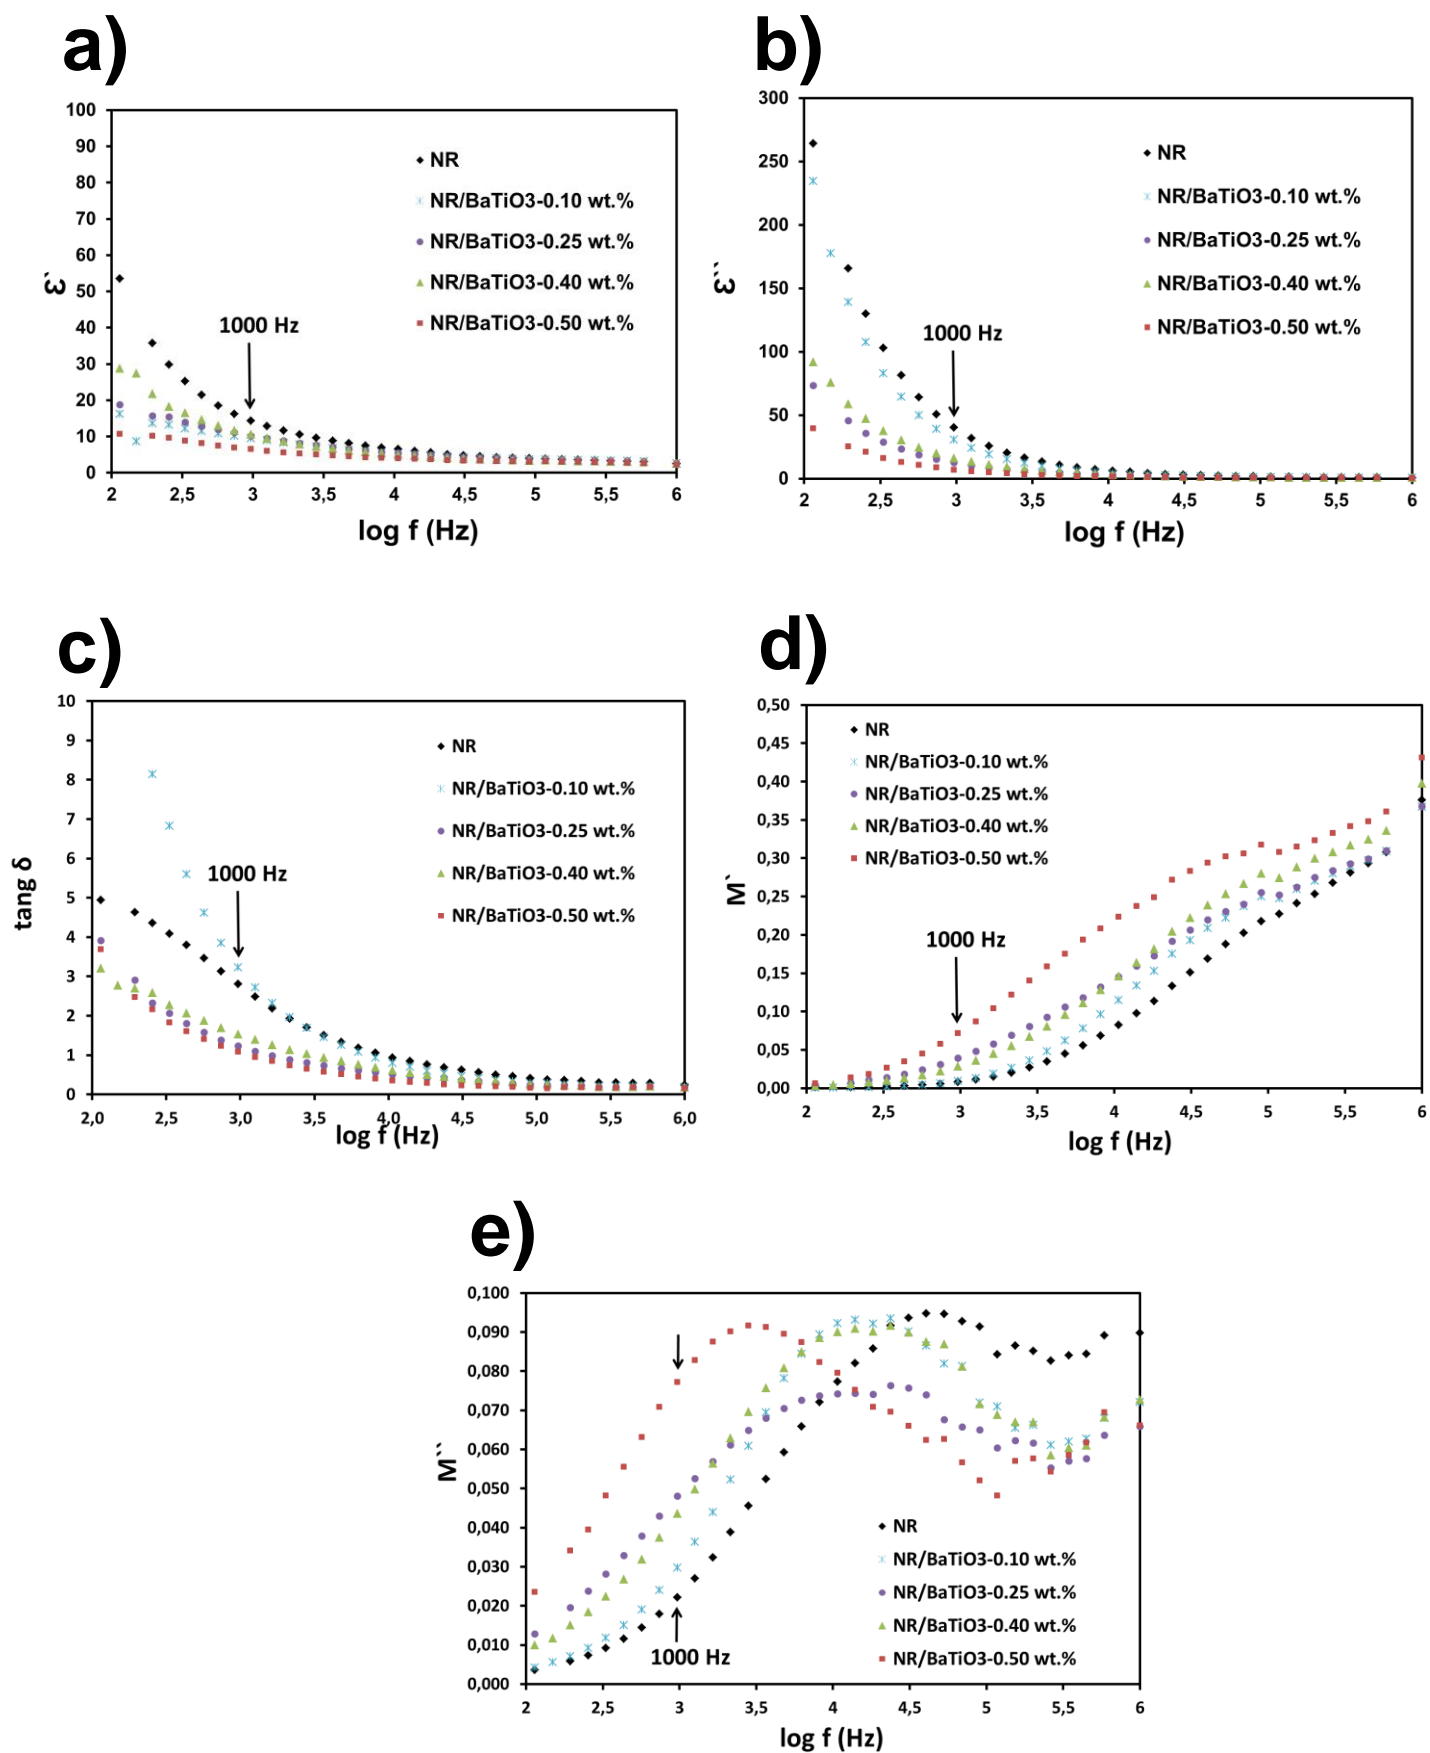 a)
100
90
80
70
60
50
40
30
20
10
0
ε`
NR
NR/BaTiO3-0.10 wt.%
NR/BaTiO3-0.25 wt.%
NR/BaTiO3-0.40 wt.%
NR/BaTiO3-0.50 wt.%
1000 Hz
2 2,5 3 3,5 4 4,5 5 5,5 6
log f (Hz)
b)
300
250
200
150
100
50
0
ε``
NR
NR/BaTiO3-0.10 wt.%
NR/BaTiO3-0.25 wt.%
NR/BaTiO3-0.40 wt.%
NR/BaTiO3-0.50 wt.%
1000 Hz
2 2,5 3 3,5 4 4,5 5 5,5 6
log f (Hz)
c)
10
9
8
7
6
5
4
3
2
1
0
tang δ
NR
NR/BaTiO3-0.10 wt.%
NR/BaTiO3-0.25 wt.%
NR/BaTiO3-0.40 wt.%
NR/BaTiO3-0.50 wt.%
1000 Hz
2,0 2,5 3,0 3,5 4,0 4,5 5,0 5,5 6,0
log f (Hz)
d)
0,50
0,45
0,40
0,35
0,30
0,25
0,20
0,15
0,10
0,05
0,00
M`
NR
NR/BaTiO3-0.10 wt.%
NR/BaTiO3-0.25 wt.%
NR/BaTiO3-0.40 wt.%
NR/BaTiO3-0.50 wt.%
1000 Hz
2 2,5 3 3,5 4 4,5 5 5,5 6
log f (Hz)
e)
0,100
0,090
0,080
0,070
0,060
0,050
0,040
0,030
0,020
0,010
0,000
M``
NR
NR/BaTiO3-0.10 wt.%
NR/BaTiO3-0.25 wt.%
NR/BaTiO3-0.40 wt.%
NR/BaTiO3-0.50 wt.%
1000 Hz
2 2,5 3 3,5 4 4,5 5 5,5 6
log f (Hz)